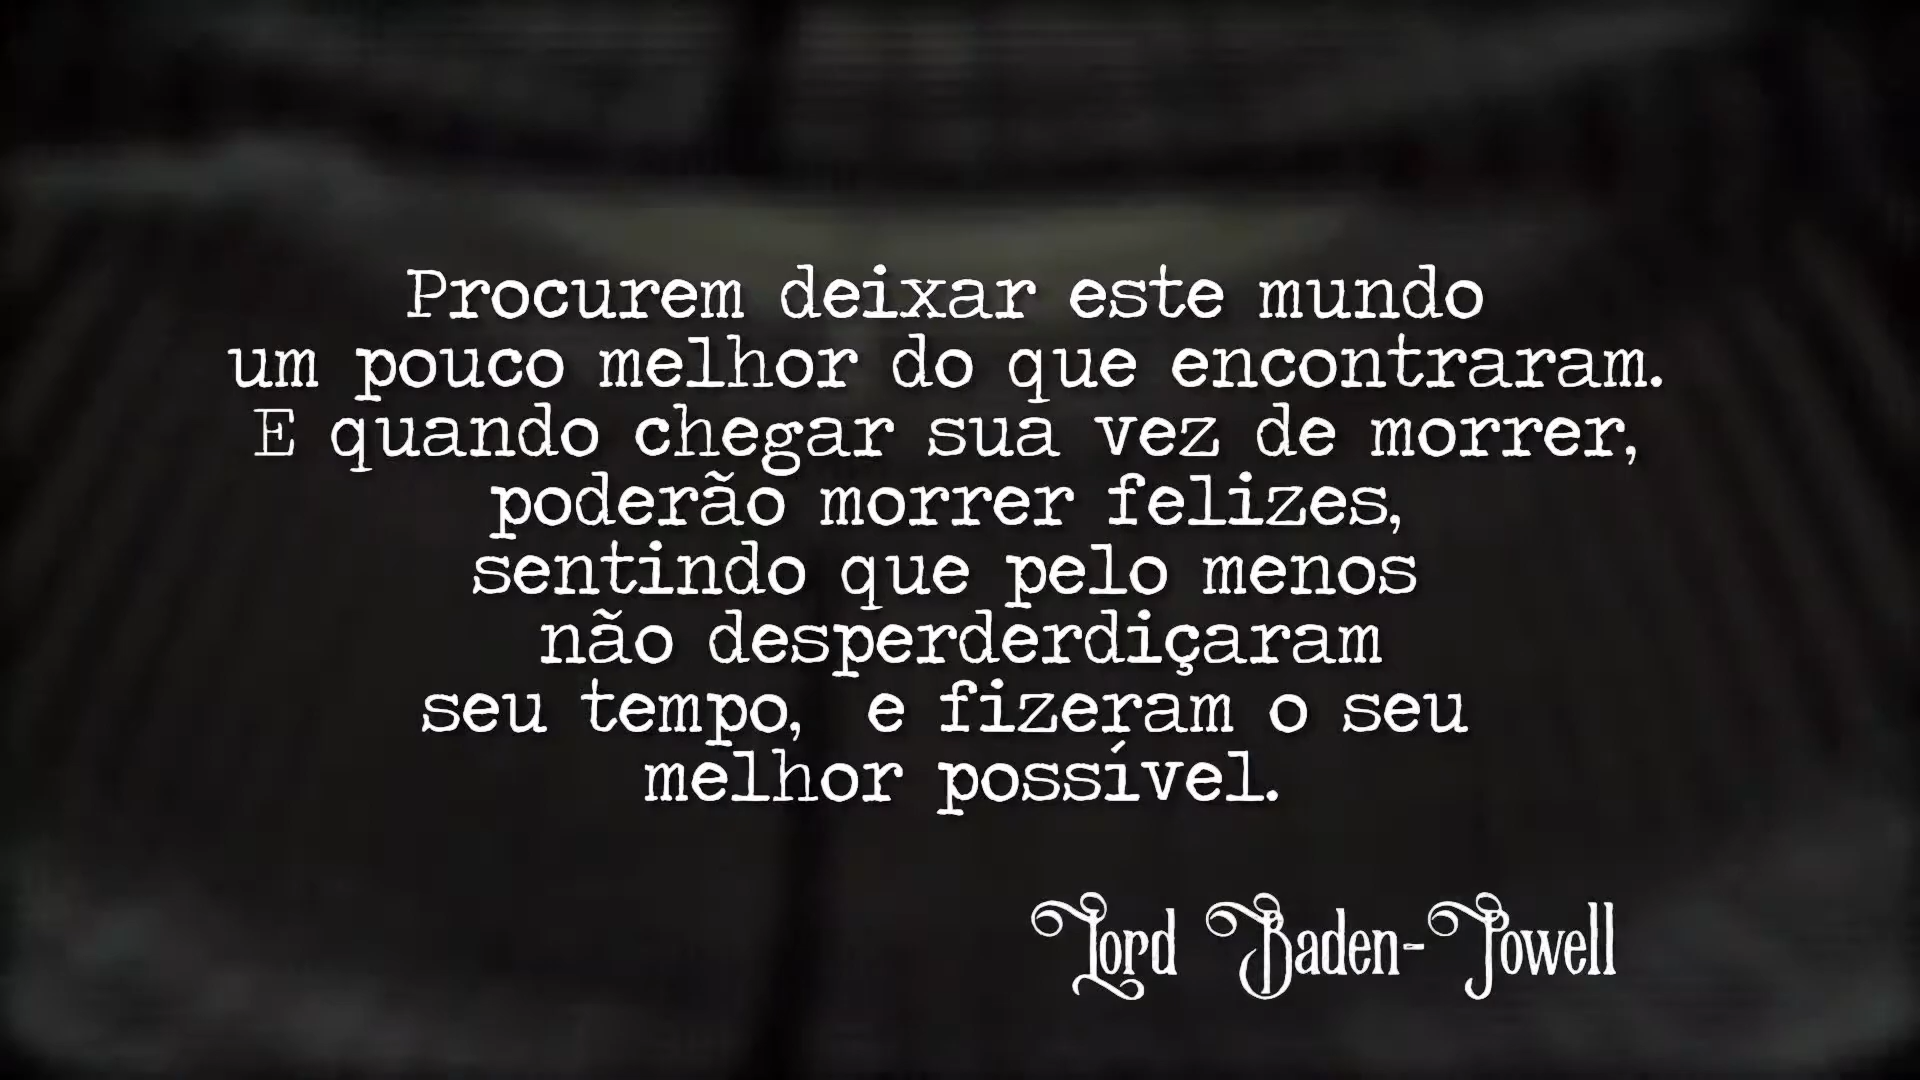 Procurem deixar este mundo
um pouco melhor do que encontraram.
E quando chegar sua vez de morrer,
poderão morrer felizes,
sentindo que pelo menos
não desperderdiçaram
seu tempo,  e fizeram o seu
melhor possível.
Lord Baden-Powell